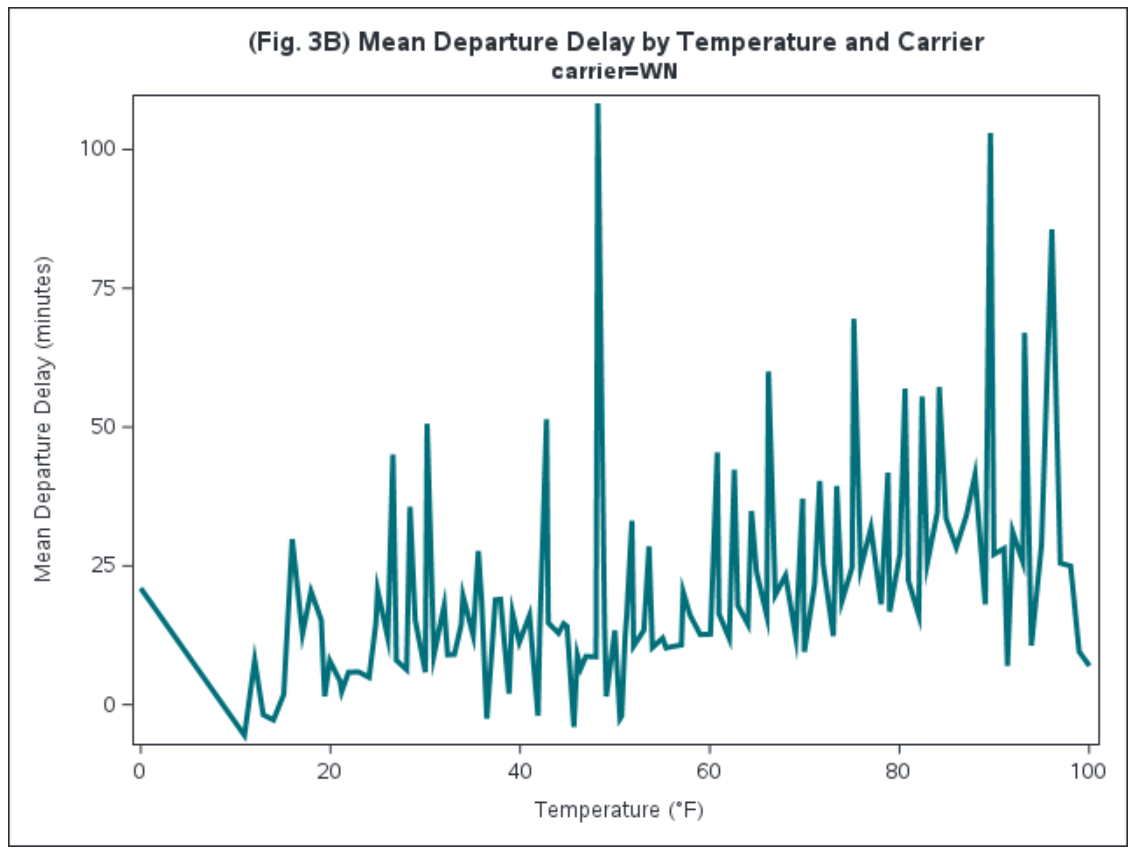 (Fig. 3B) Mean Departure Delay by Temperature and Carrier
carrier=WN
100
75
50
25
0
Mean Departure Delay (minutes)
0 20 40 60 80 100
Temperature (°F)